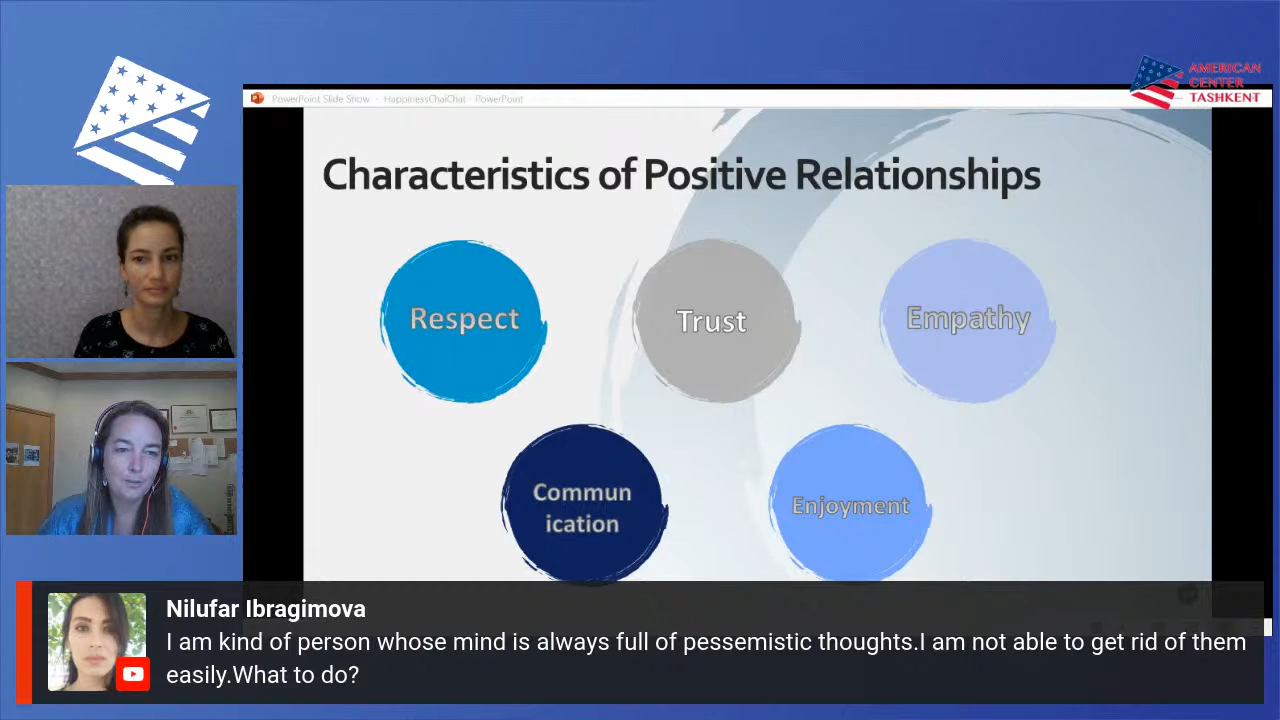 AMERICAN
CENTER
TASHKENT
PowerPoint Slide Show - HappinessChaiChat - PowerPoint
Characteristics of Positive Relationships
Respect
Trust
Empathy
Commun
ication
Enjoyment
Nilufar Ibragimova
I am kind of person whose mind is always full of pessemistic thoughts.I am not able to get rid of them
easily.What to do?